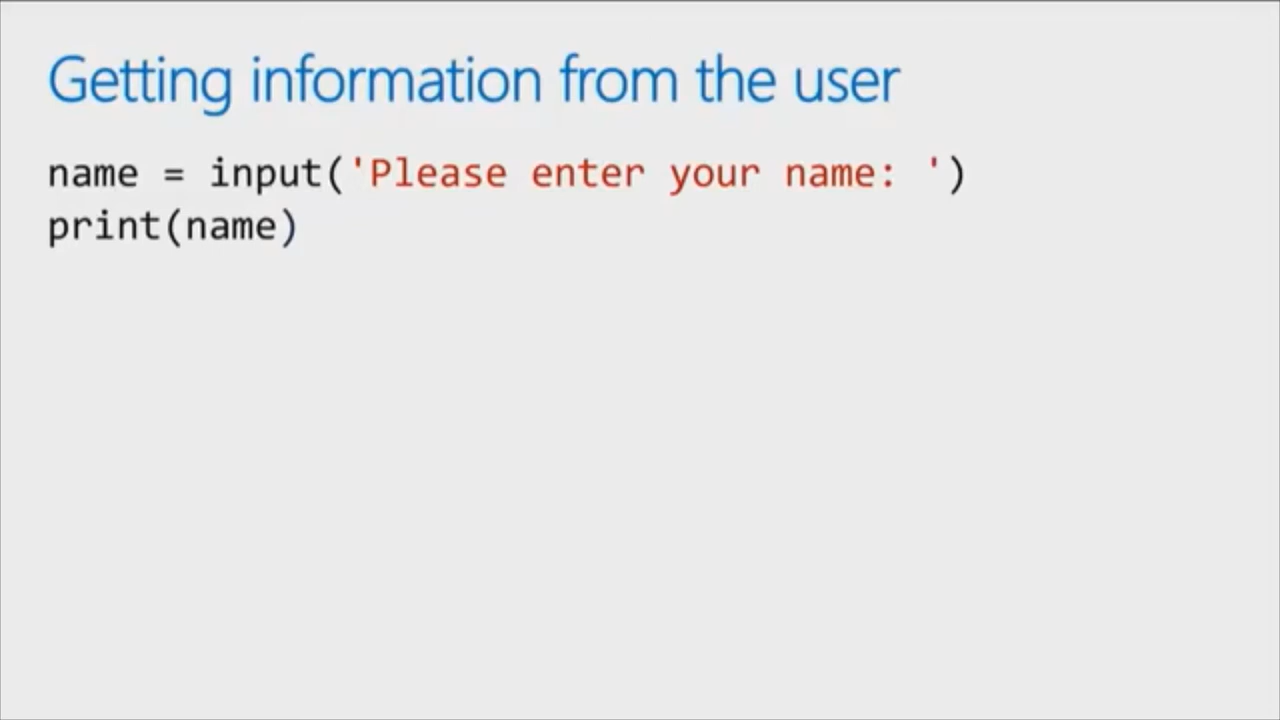 Getting information from the user
name = input('Please enter your name: ')
print(name)